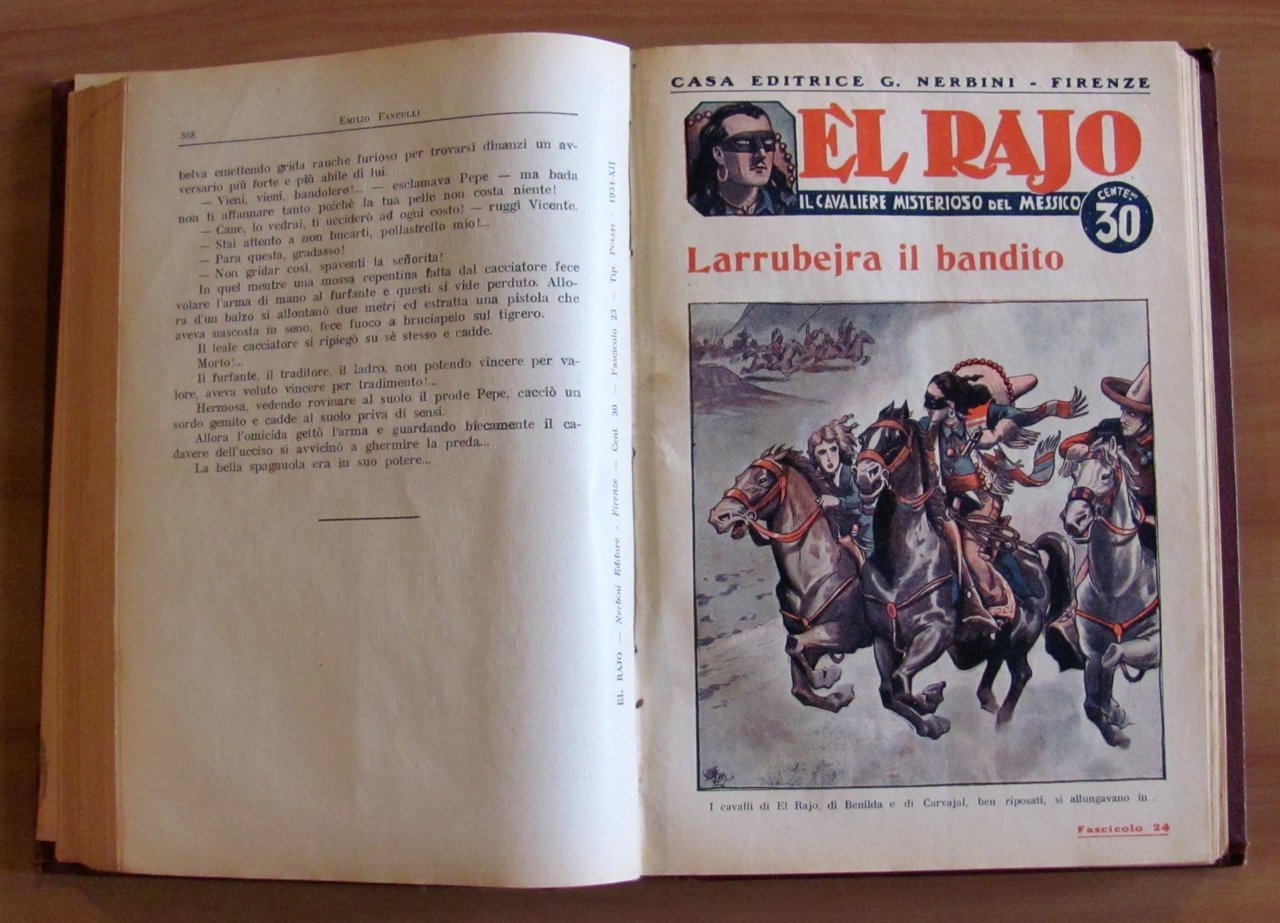 368
Emilio Fancelli
belva emettendo grida rauche furioso per trovarsi dinanzi un av-
versario più forte e più abile di lui.
— Vieni, vieni, bandolero!... — esclamava Pepe — ma bada
non ti affannare tanto poichè la tua pelle non costa niente!
— Cane, lo vedrai, ti ucciderò ad ogni costo! — ruggì Vicente.
— Stai attento a non bucarti, pollastrello mio!...
— Para questa, gradasso!
— Non gridar così, spaventi la señorita!
In quel mentre una mossa repentina fatta dal cacciatore fece
volare l'arma di mano al furfante e questi si vide perduto. Allo-
ra d'un balzo si allontanò due metri ed estratta una pistola che
aveva nascosta in seno, fece fuoco a bruciapelo sul tigrero.
Il leale cacciatore si ripiegò su sè stesso e cadde.
Morto!...
Il furfante, il traditore, il ladro, non potendo vincere per va-
lore, aveva voluto vincere per tradimento!...
Hermosa, vedendo rovinare al suolo il prode Pepe, cacciò un
sordo gemito e cadde al suolo priva di sensi.
Allora l'omicida gettò l'arma e guardando biecamente il ca-
davere dell'ucciso si avvicinò a ghermire la preda...
La bella spagnuola era in suo potere...
EL RAJO — Nerbini Editore - Firenze — Cent. 30 — Fascicolo 23 — Tip. - 1934-XII
CASA EDITRICE G. NERBINI - FIRENZE
EL RAJO
IL CAVALIERE MISTERIOSO DEL MESSICO
CENTEmi
30
Larrubejra il bandito
I cavalli di El Rajo, di Benilda e di Carvajal, ben riposati, si allungavano in...
Fascicolo 24